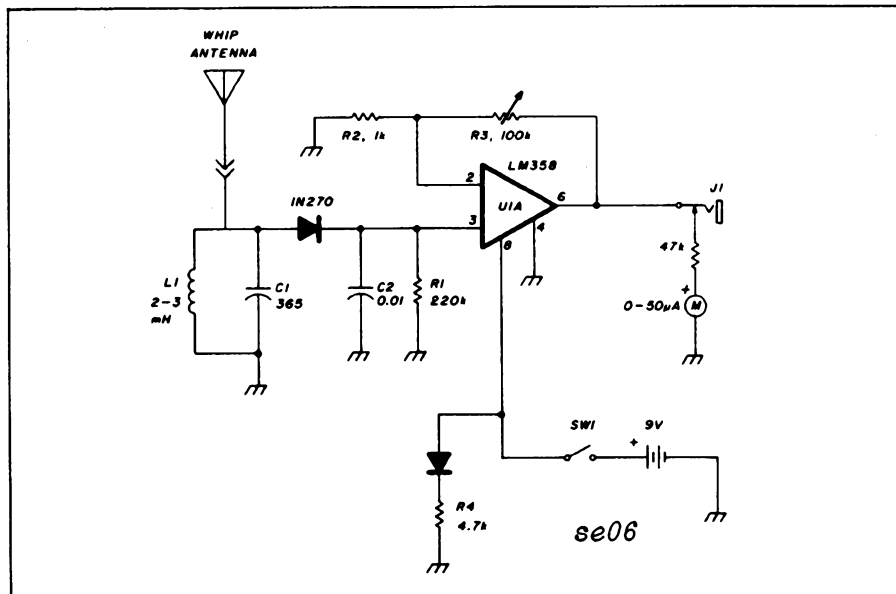 WHIP
ANTENNA
R2, 1k
R3, 100k
LM358
2
U1A
6
J1
1N270
3
4
8
47k
L1
2-3
mH
C1
365
C2
0.01
R1
220k
+
0-50μA
M
SW1
+
9V
R4
4.7k
se06